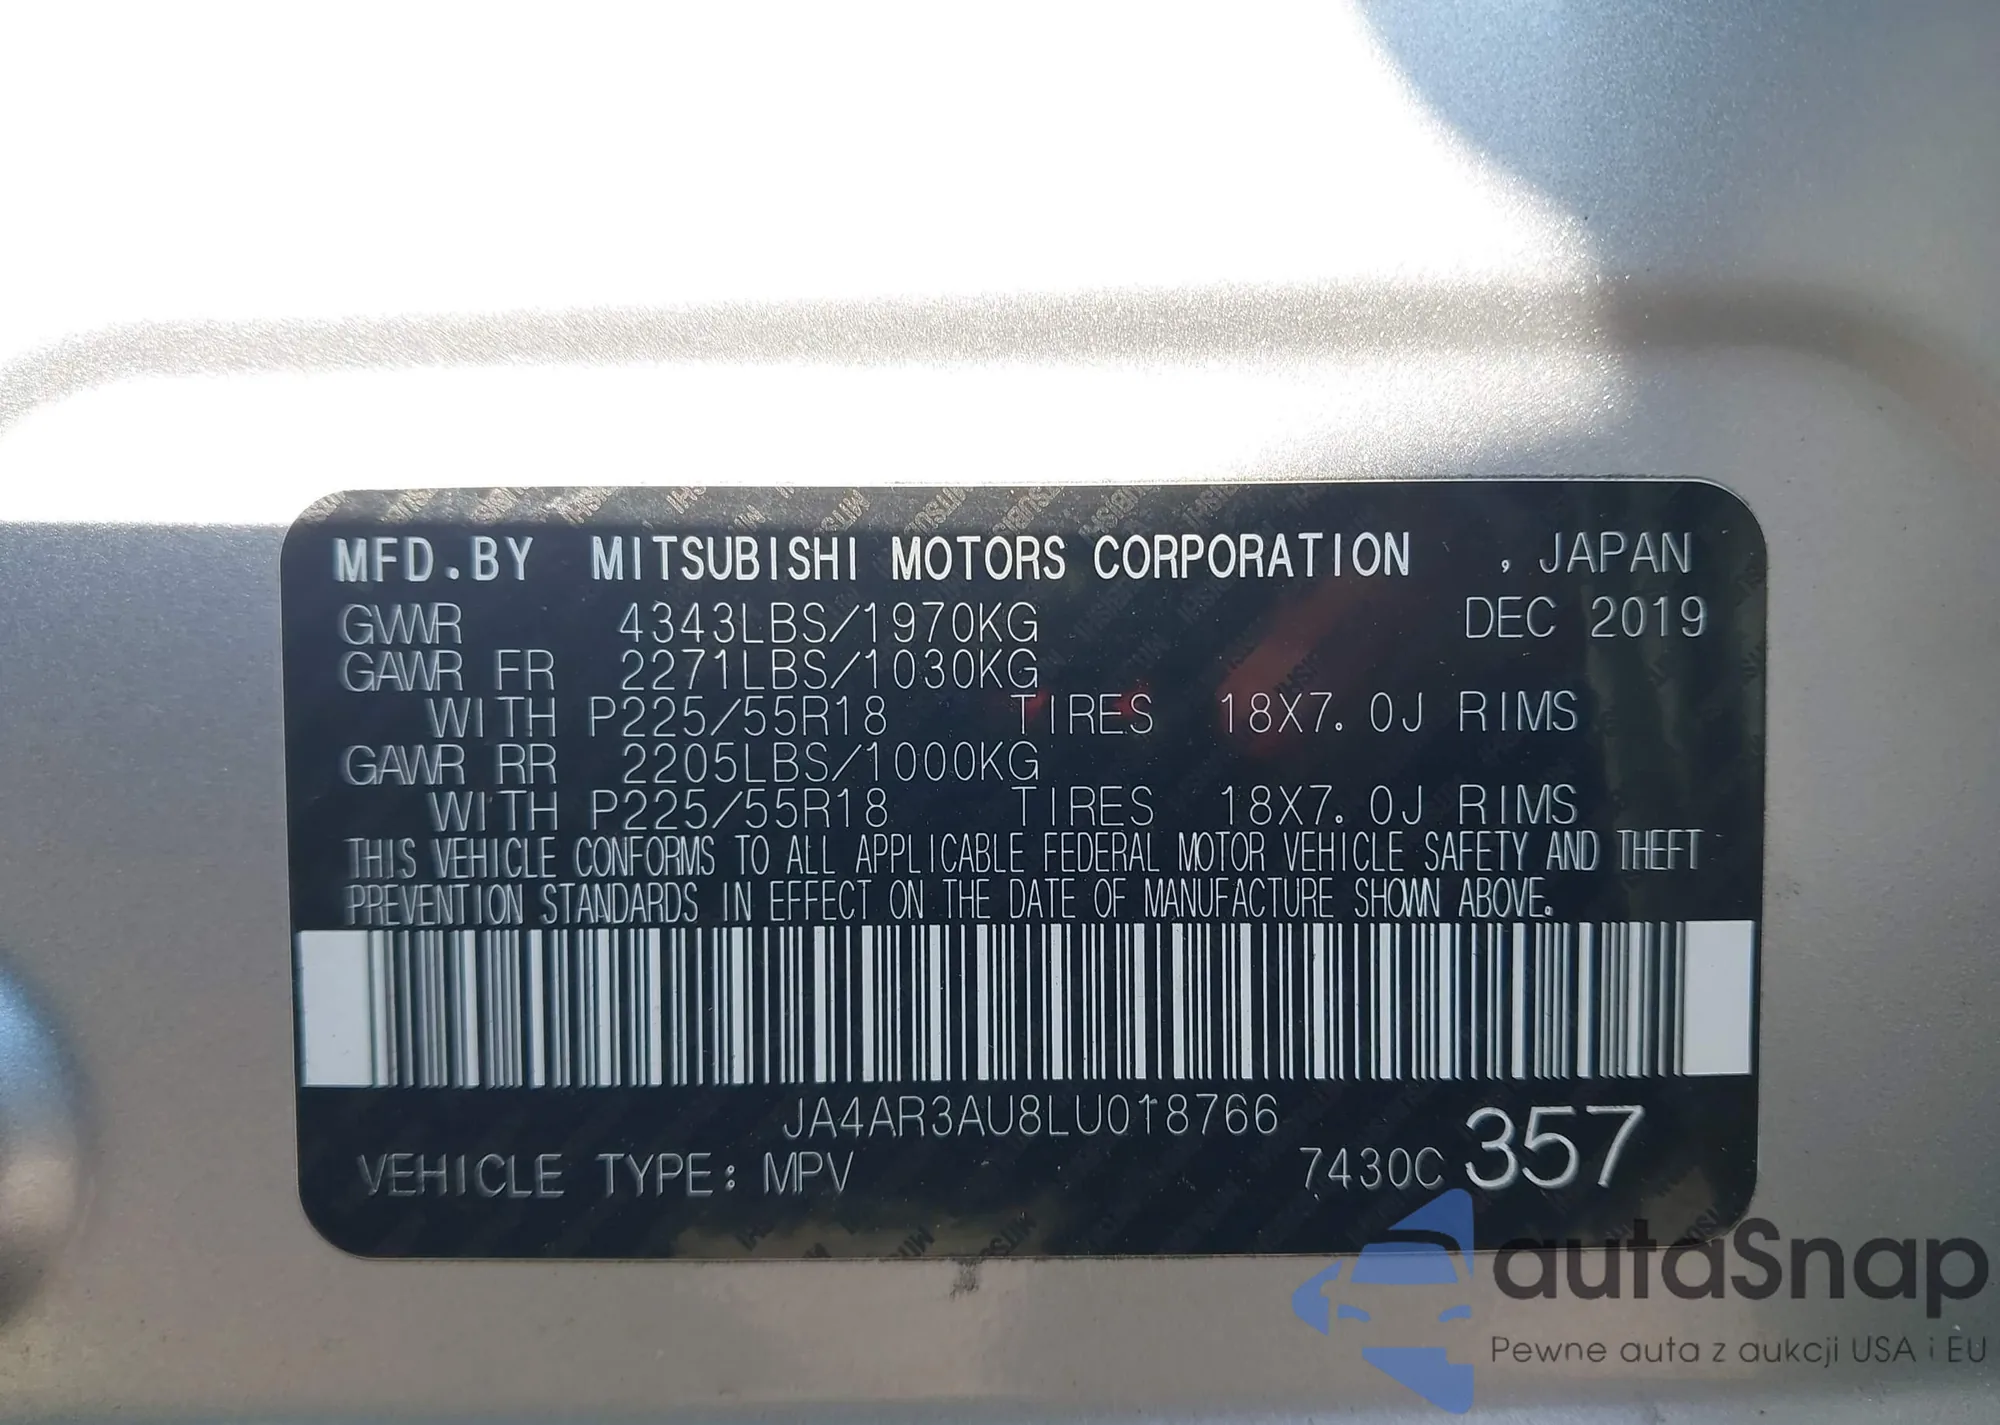 MFD.BY MITSUBISHI MOTORS CORPORATION , JAPAN
GVWR 4343LBS/1970KG DEC 2019
GAWR FR 2271LBS/1030KG
WITH P225/55R18 TIRES 18X7.0J RIMS
GAWR RR 2205LBS/1000KG
WITH P225/55R18 TIRES 18X7.0J RIMS
THIS VEHICLE CONFORMS TO ALL APPLICABLE FEDERAL MOTOR VEHICLE SAFETY AND THEFT
PREVENTION STANDARDS IN EFFECT ON THE DATE OF MANUFACTURE SHOWN ABOVE.
JA4AR3AU8LU018766
VEHICLE TYPE: MPV 7430C 357
autaSnap
Pewne auta z aukcji USA i EU